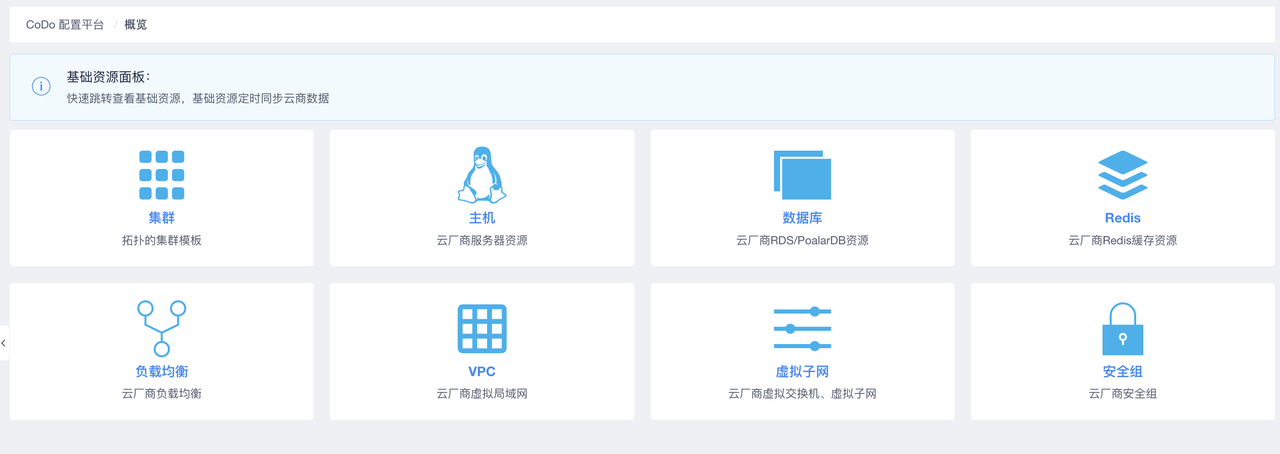 CoDo 配置平台 / 概览
基础资源面板：
快速跳转查看基础资源，基础资源定时同步云商数据
集群
拓扑的集群模板
主机
云厂商服务器资源
数据库
云厂商RDS/PoalarDB资源
Redis
云厂商Redis缓存资源
负载均衡
云厂商负载均衡
VPC
云厂商虚拟局域网
虚拟子网
云厂商虚拟交换机、虚拟子网
安全组
云厂商安全组